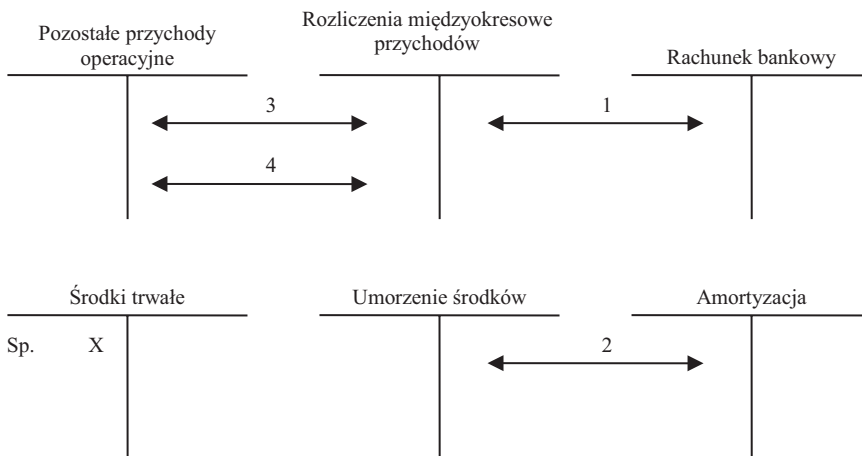 Pozostałe przychody
operacyjne
Rozliczenia międzyokresowe
przychodów
Rachunek bankowy
3
1
4
Środki trwałe
Umorzenie środków
Amortyzacja
Sp. X
2